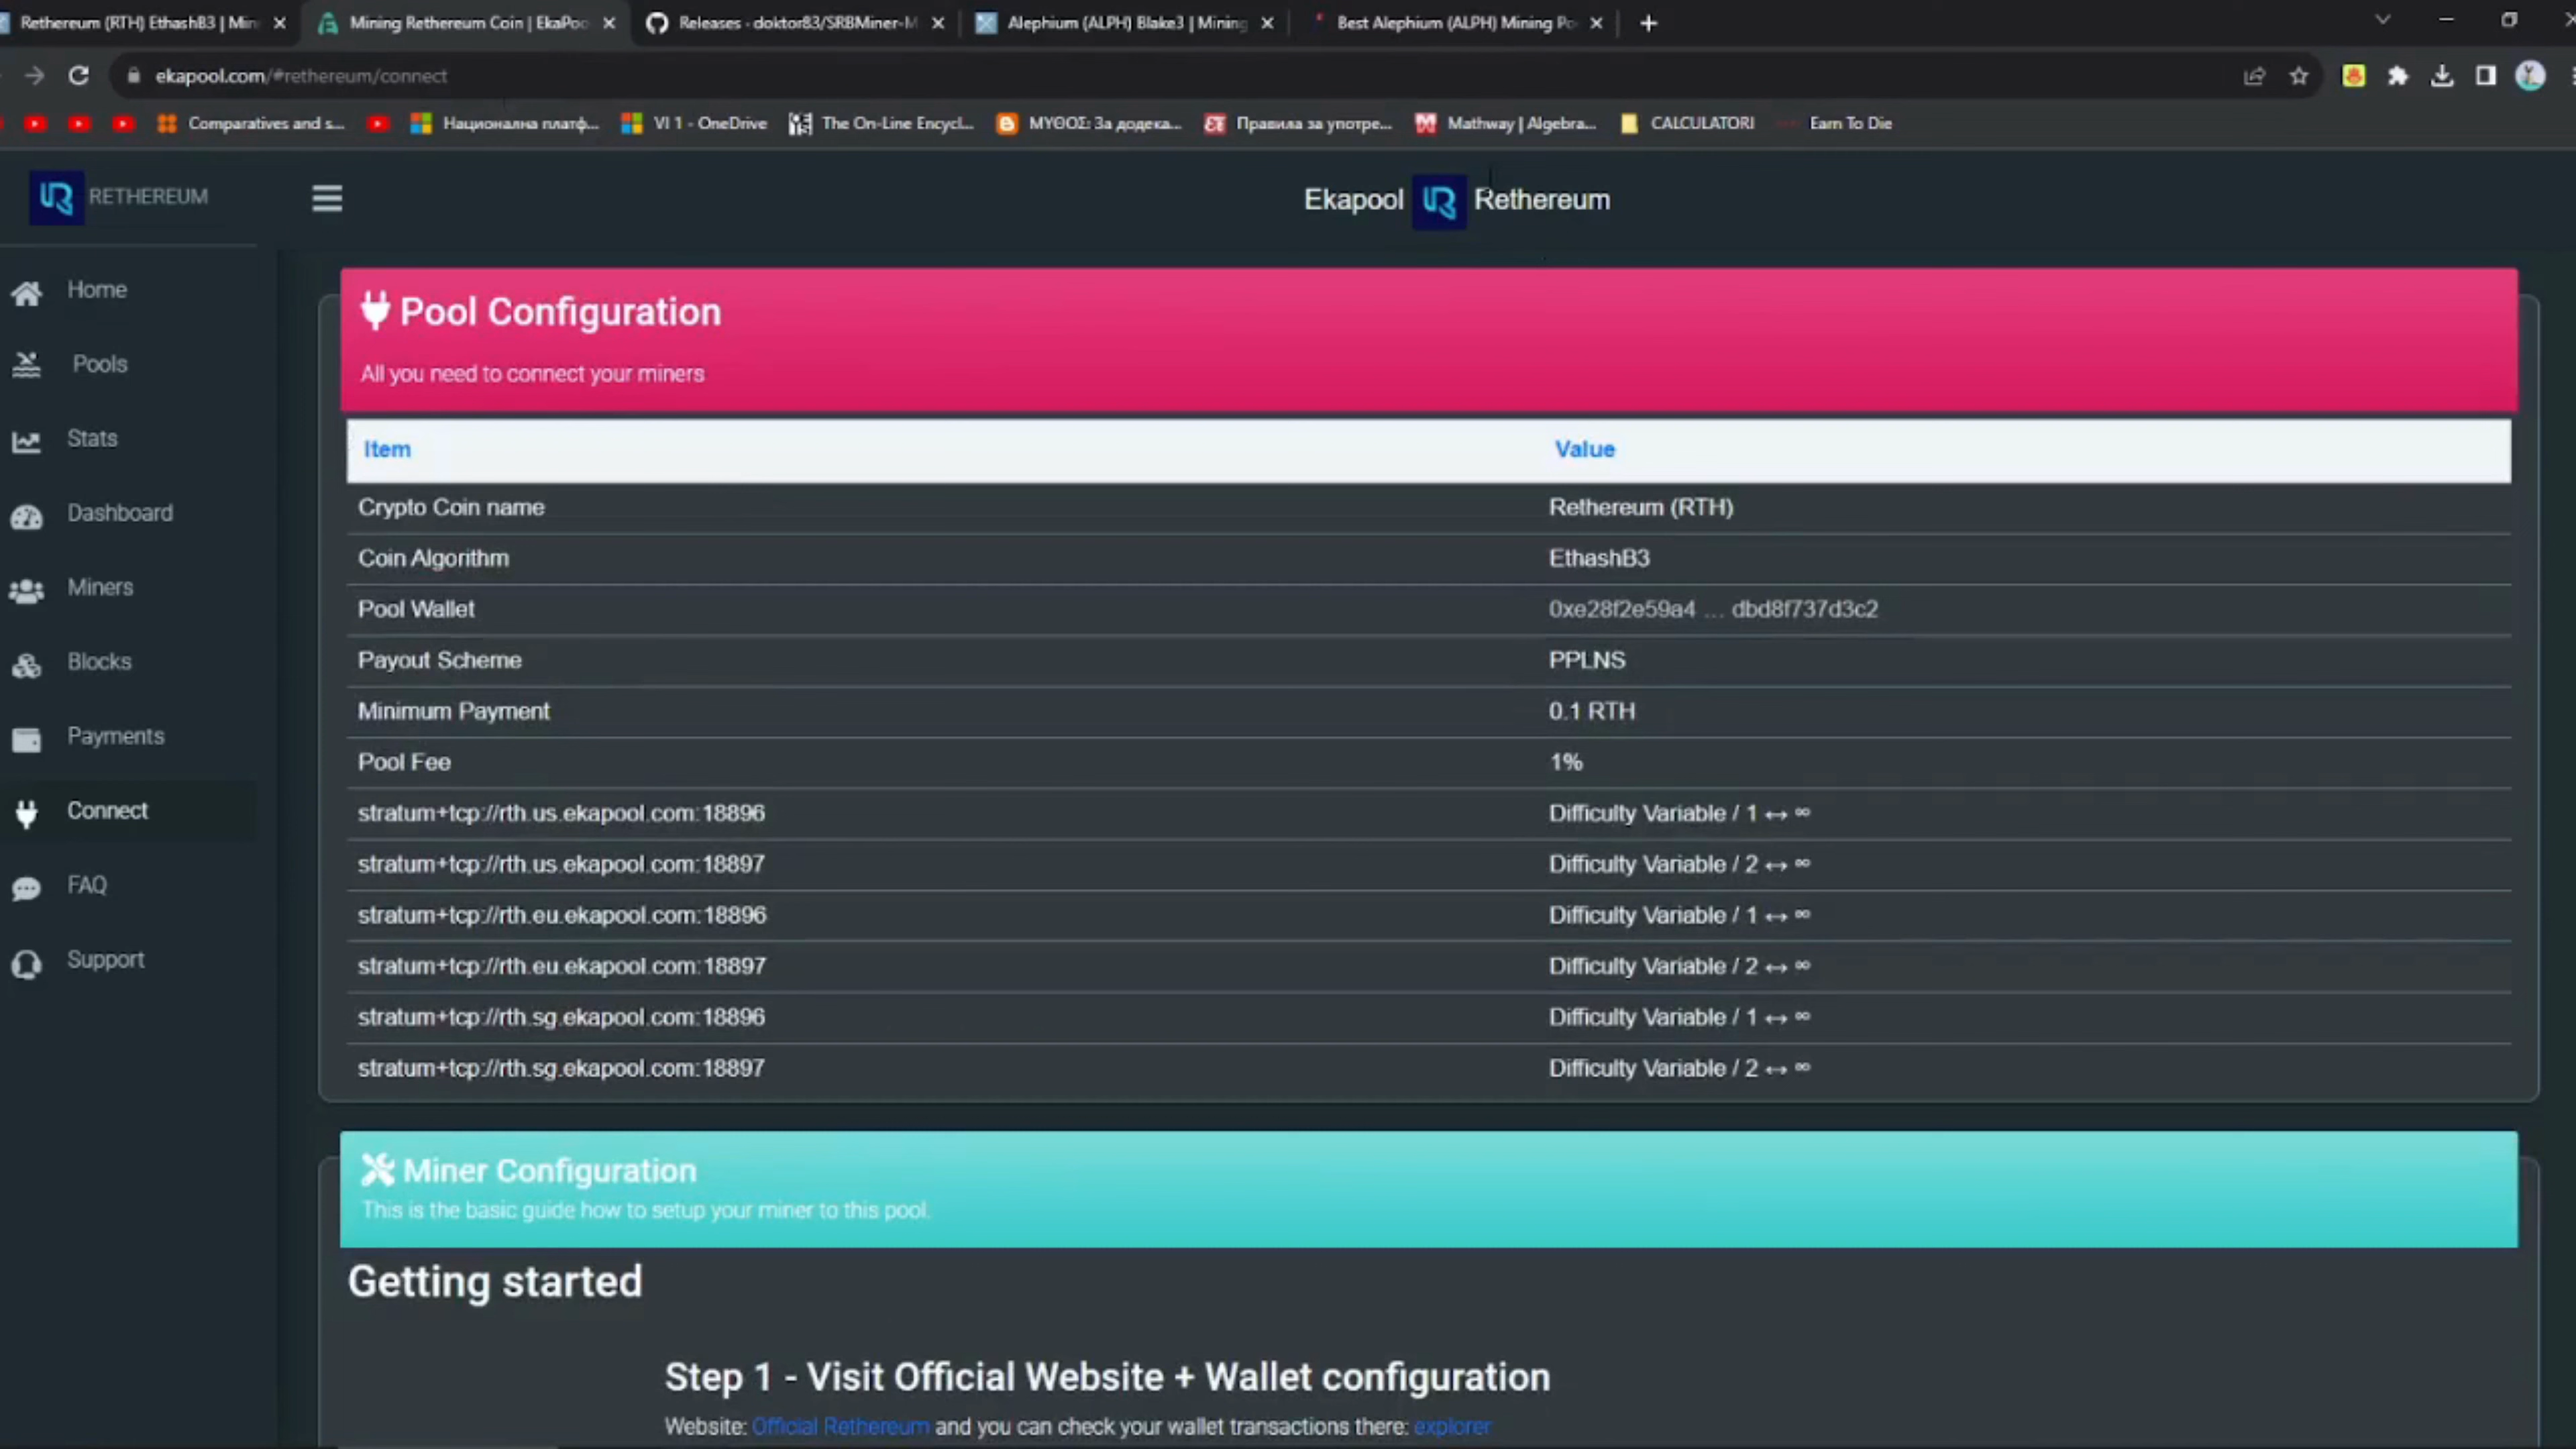 Rethereum (RTH) EthashB3 | Min
Mining Rethereum Coin | EkaPoo
Releases · doktor83/SRBMiner-M
Alephium (ALPH) Blake3 | Mining
Best Alephium (ALPH) Mining Po
ekapool.com/#rethereum/connect
Comparatives and s...
Национална платф...
VI 1 - OneDrive
The On-Line Encycl...
ΜΥΘΟΣ: За додека...
Правила за употре...
Mathway | Algebra...
CALCULATORI
Earn To Die
RETHEREUM
Ekapool Rethereum
Home
Pools
Stats
Dashboard
Miners
Blocks
Payments
Connect
FAQ
Support
Pool Configuration
All you need to connect your miners
Item Value
Crypto Coin name Rethereum (RTH)
Coin Algorithm EthashB3
Pool Wallet 0xe28f2e59a4 ... dbd8f737d3c2
Payout Scheme PPLNS
Minimum Payment 0.1 RTH
Pool Fee 1%
stratum+tcp://rth.us.ekapool.com:18896 Difficulty Variable / 1 ↔ ∞
stratum+tcp://rth.us.ekapool.com:18897 Difficulty Variable / 2 ↔ ∞
stratum+tcp://rth.eu.ekapool.com:18896 Difficulty Variable / 1 ↔ ∞
stratum+tcp://rth.eu.ekapool.com:18897 Difficulty Variable / 2 ↔ ∞
stratum+tcp://rth.sg.ekapool.com:18896 Difficulty Variable / 1 ↔ ∞
stratum+tcp://rth.sg.ekapool.com:18897 Difficulty Variable / 2 ↔ ∞
Miner Configuration
This is the basic guide how to setup your miner to this pool.
Getting started
Step 1 - Visit Official Website + Wallet configuration
Website: Official Rethereum and you can check your wallet transactions there: explorer